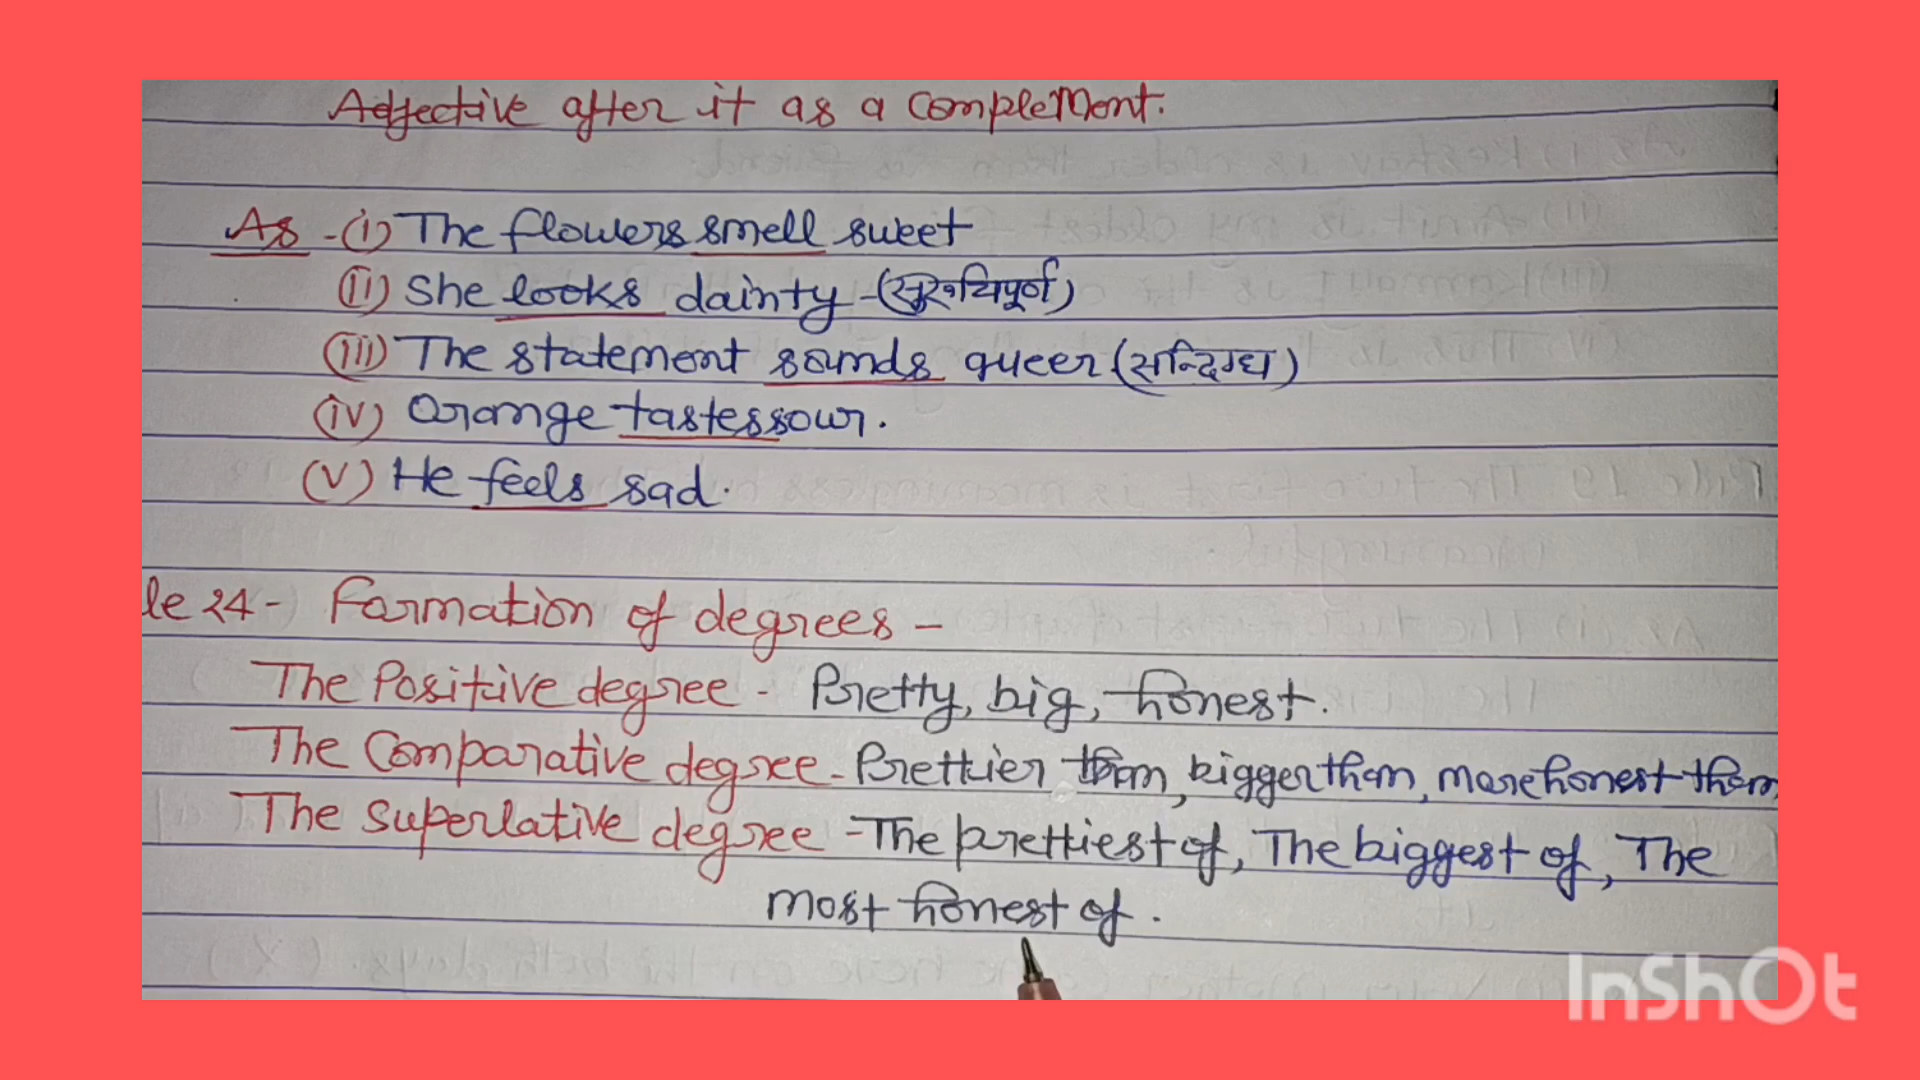 Adjective after it as a complement.
As - (i) The flowers smell sweet
(ii) She looks dainty - (सुरूचिपूर्ण)
(iii) The statement sounds queer (सन्दिग्ध)
(iv) Orange tastes sour.
(v) He feels sad.
le 24 - Formation of degrees -
The Positive degree - Pretty, big, honest.
The Comparative degree - Prettier than, bigger than, more honest than
The Superlative degree - The prettiest of, The biggest of, The
most honest of.
InShOt